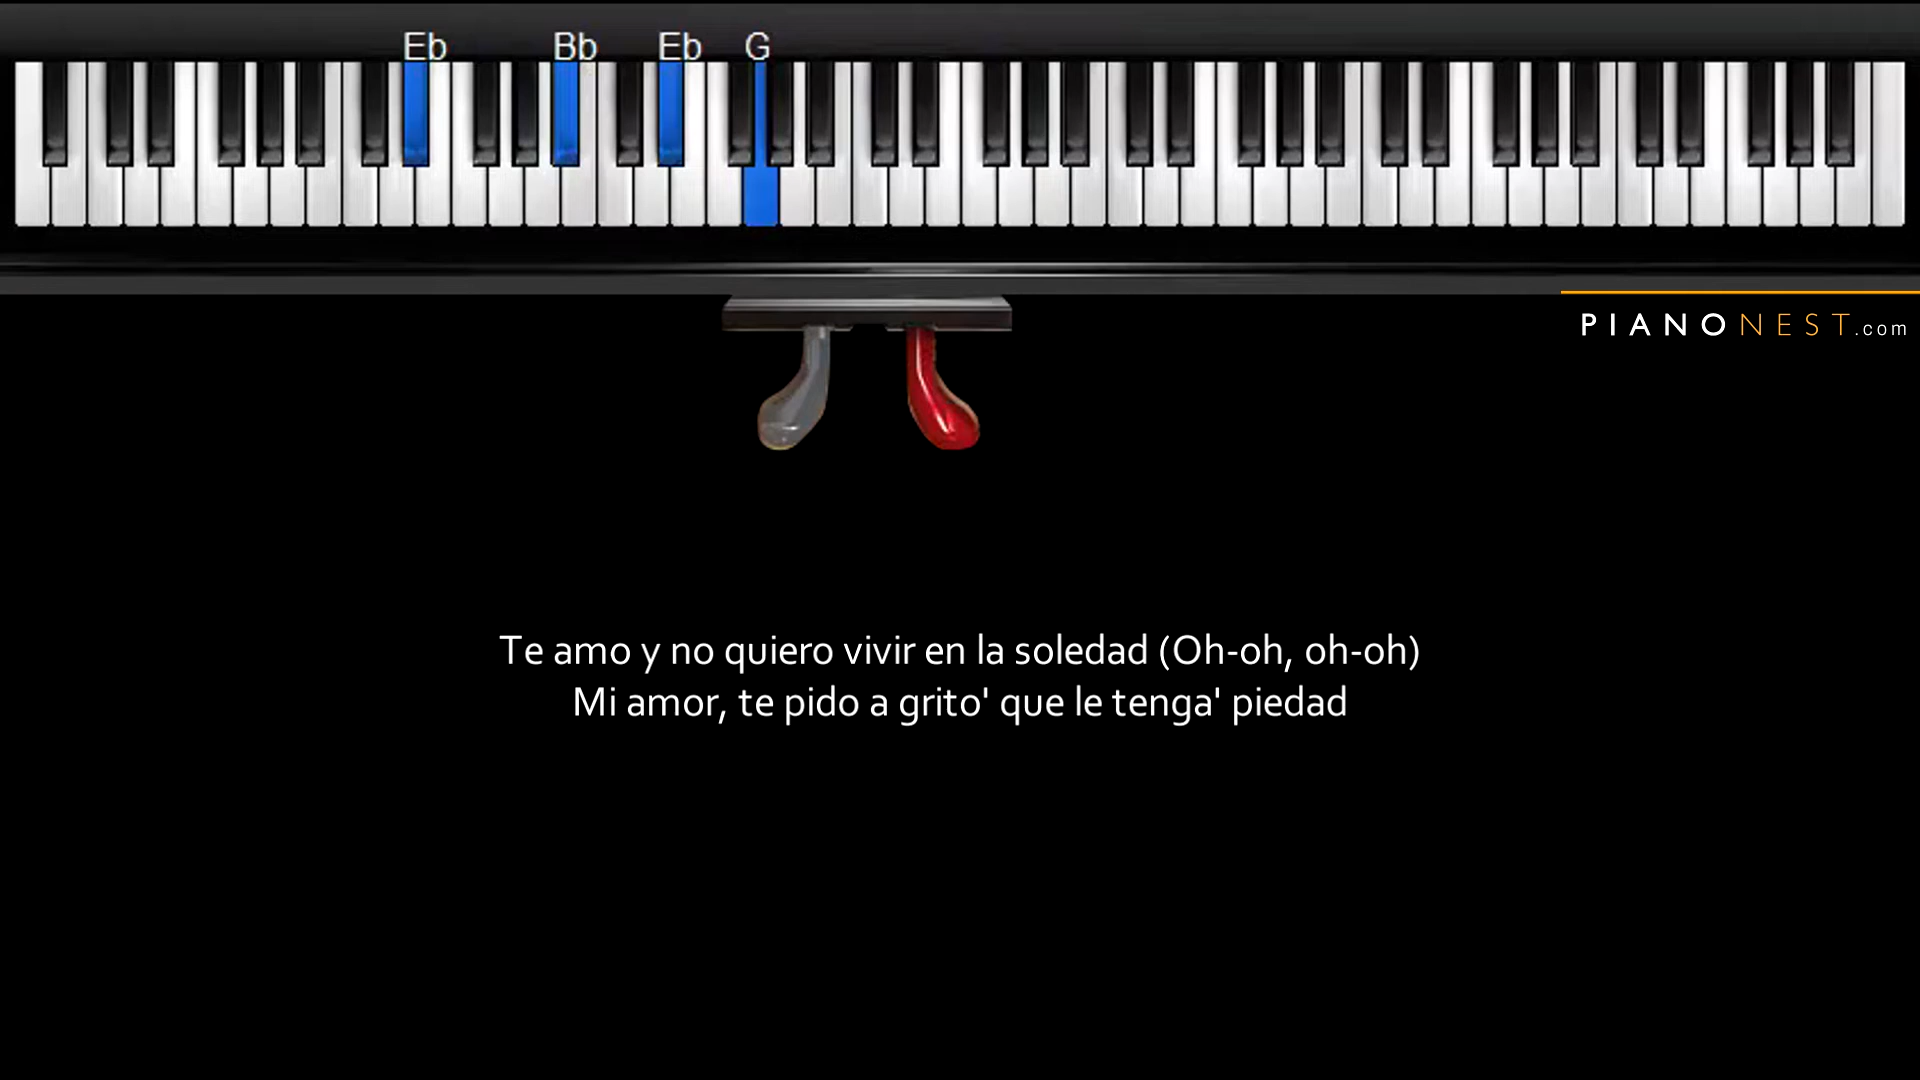 Eb Bb Eb G
PIANONEST.com
Te amo y no quiero vivir en la soledad (Oh-oh, oh-oh)
Mi amor, te pido a grito' que le tenga' piedad